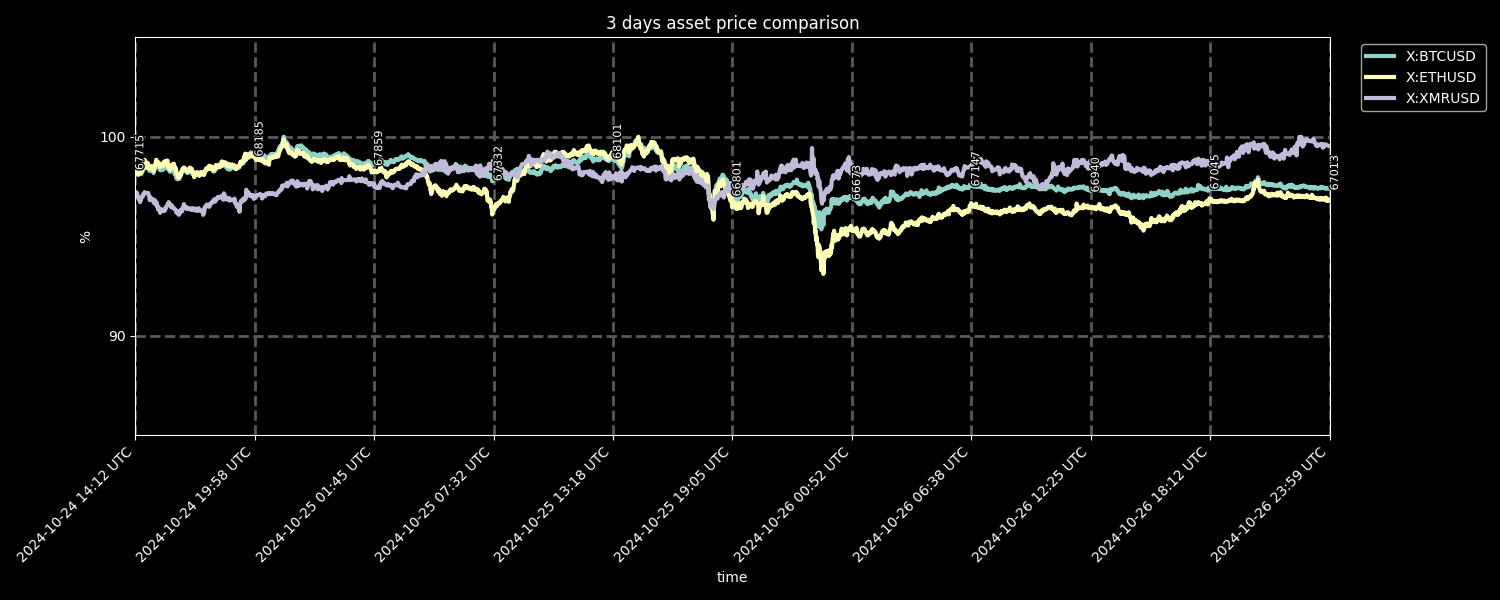 3 days asset price comparison
X:BTCUSD
X:ETHUSD
X:XMRUSD
100
90
%
67715
68185
67859
67332
68101
66801
66673
67147
66940
67045
67013
2024-10-24 14:12 UTC
2024-10-24 19:58 UTC
2024-10-25 01:45 UTC
2024-10-25 07:32 UTC
2024-10-25 13:18 UTC
2024-10-25 19:05 UTC
2024-10-26 00:52 UTC
2024-10-26 06:38 UTC
2024-10-26 12:25 UTC
2024-10-26 18:12 UTC
2024-10-26 23:59 UTC
time